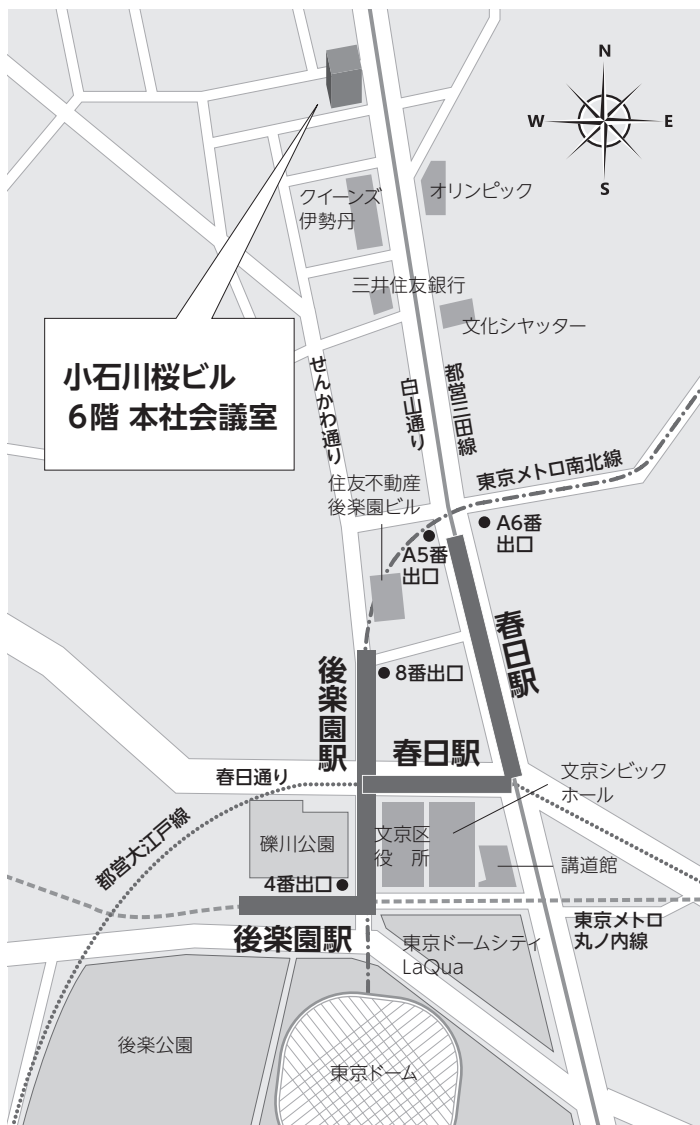 N
W
E
S
クイーンズ
伊勢丹
オリンピック
三井住友銀行
文化シヤッター
小石川桜ビル
6階 本社会議室
せんかわ通り
白山通り
都営三田線
東京メトロ南北線
住友不動産
後楽園ビル
A6番
出口
A5番
出口
春日駅
後楽園駅
8番出口
春日駅
春日通り
文京シビック
ホール
都営大江戸線
礫川公園
文京区
役　所
講道館
4番出口
東京メトロ
丸ノ内線
後楽園駅
東京ドームシティ
LaQua
後楽公園
東京ドーム